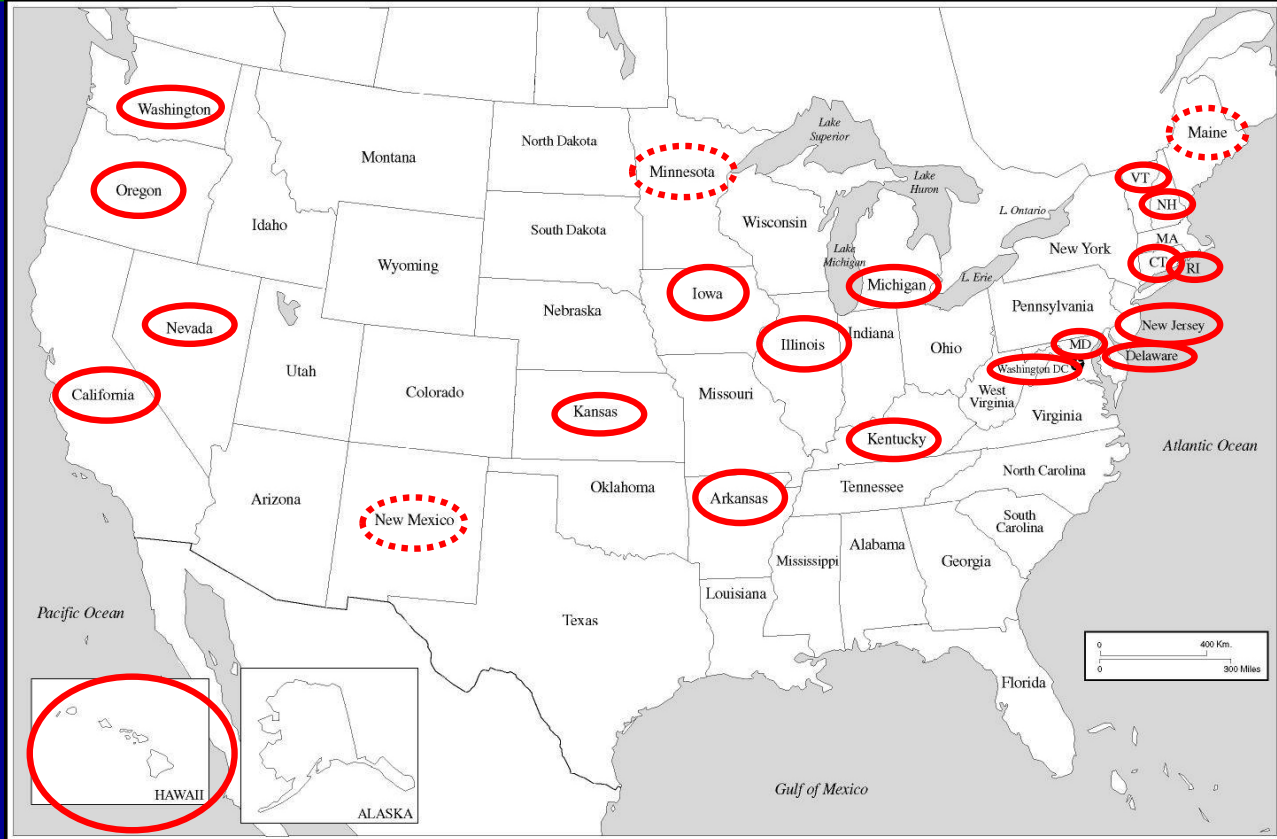 Washington
Montana
North Dakota
Minnesota
Lake
Superior
Maine
Oregon
Idaho
South Dakota
Wisconsin
Lake
Huron
L. Ontario
VT
NH
MA
New York
CT
RI
Wyoming
Lake
Michigan
Michigan
L. Erie
Iowa
Nebraska
Pennsylvania
Nevada
Illinois
Indiana
Ohio
New Jersey
MD
Delaware
Washington DC
Utah
Colorado
California
Kansas
Missouri
West
Virginia
Virginia
Kentucky
Atlantic Ocean
North Carolina
Arizona
New Mexico
Oklahoma
Arkansas
Tennessee
South
Carolina
Mississippi
Alabama
Georgia
Louisiana
Texas
Pacific Ocean
0 400 Km.
0 300 Miles
Florida
HAWAII
ALASKA
Gulf of Mexico